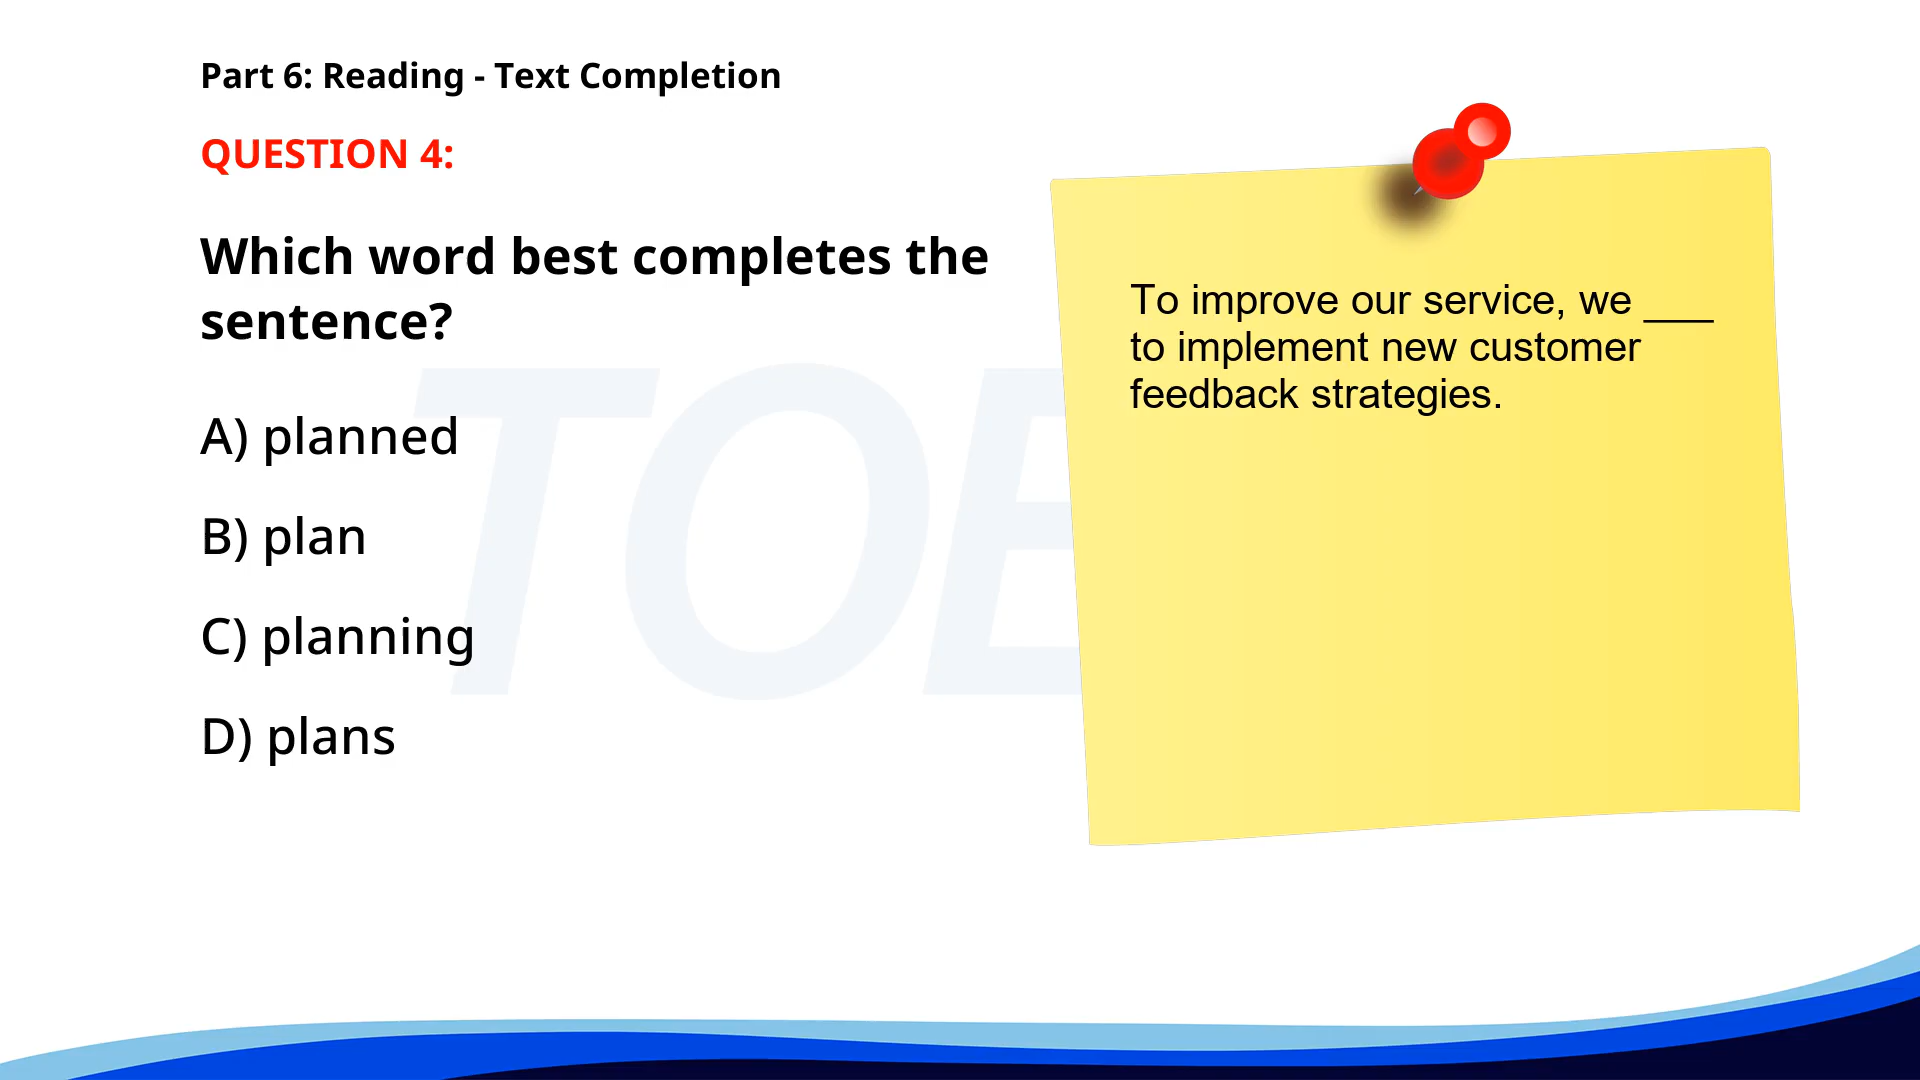 Part 6: Reading - Text Completion
QUESTION 4:
Which word best completes the
sentence?
A) planned
B) plan
C) planning
D) plans
To improve our service, we ___
to implement new customer
feedback strategies.
TOE